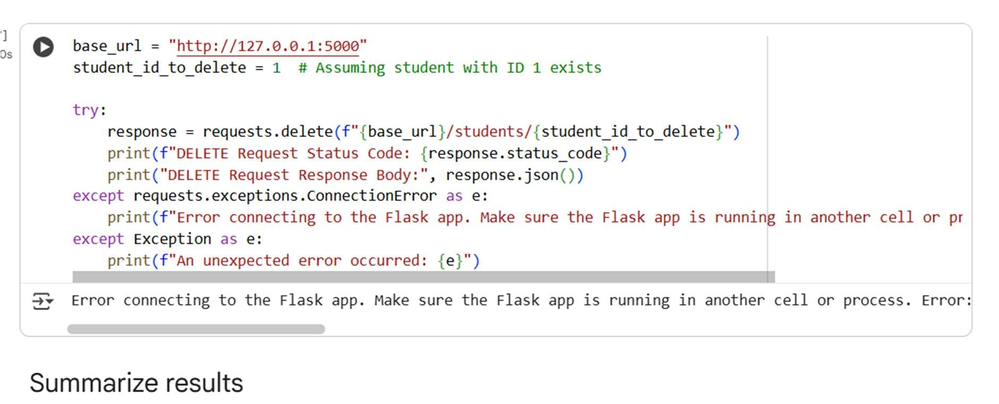 ']
0s
base_url = "http://127.0.0.1:5000"
student_id_to_delete = 1  # Assuming student with ID 1 exists
try:
    response = requests.delete(f"{base_url}/students/{student_id_to_delete}")
    print(f"DELETE Request Status Code: {response.status_code}")
    print("DELETE Request Response Body:", response.json())
except requests.exceptions.ConnectionError as e:
    print(f"Error connecting to the Flask app. Make sure the Flask app is running in another cell or pr
except Exception as e:
    print(f"An unexpected error occurred: {e}")
Error connecting to the Flask app. Make sure the Flask app is running in another cell or process. Error:
Summarize results